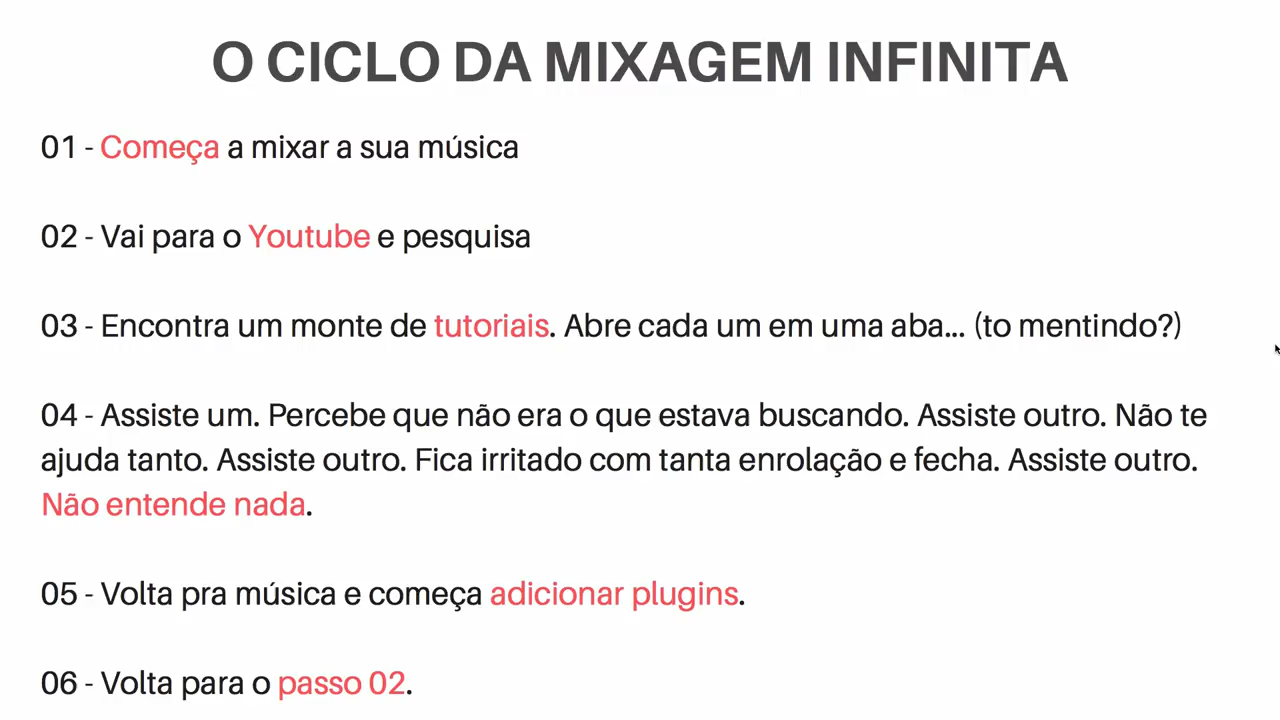 O CICLO DA MIXAGEM INFINITA
01 - Começa a mixar a sua música
02 - Vai para o Youtube e pesquisa
03 - Encontra um monte de tutoriais. Abre cada um em uma aba... (to mentindo?)
04 - Assiste um. Percebe que não era o que estava buscando. Assiste outro. Não te
ajuda tanto. Assiste outro. Fica irritado com tanta enrolação e fecha. Assiste outro.
Não entende nada.
05 - Volta pra música e começa adicionar plugins.
06 - Volta para o passo 02.